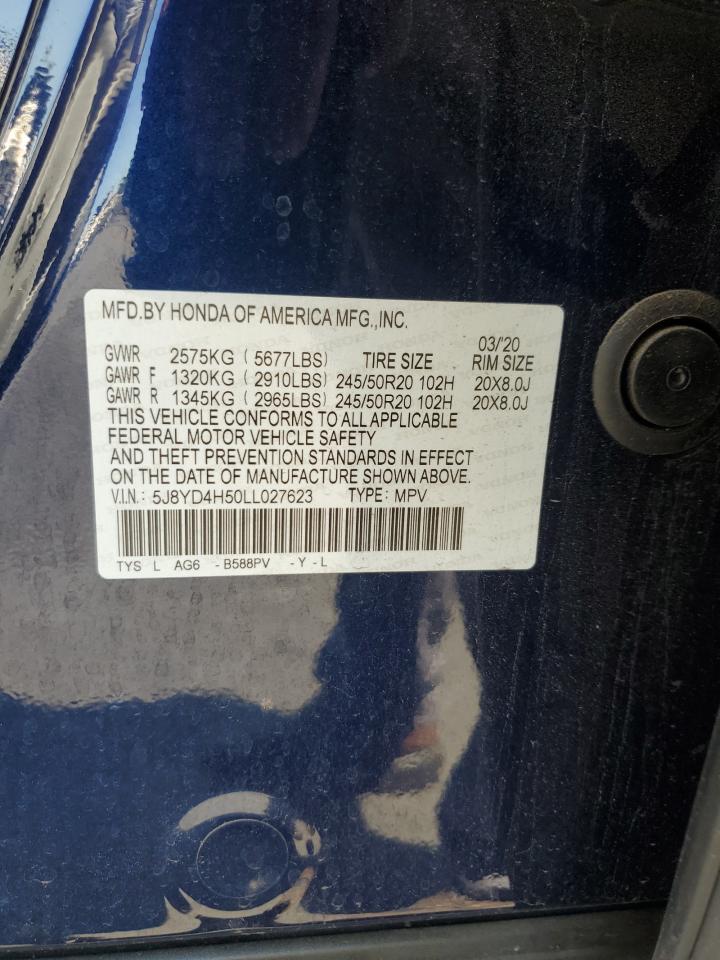 MFD.BY HONDA OF AMERICA MFG.,INC.
03/'20
GVWR 2575KG ( 5677LBS) TIRE SIZE RIM SIZE
GAWR F 1320KG ( 2910LBS) 245/50R20 102H 20X8.0J
GAWR R 1345KG ( 2965LBS) 245/50R20 102H 20X8.0J
THIS VEHICLE CONFORMS TO ALL APPLICABLE
FEDERAL MOTOR VEHICLE SAFETY
AND THEFT PREVENTION STANDARDS IN EFFECT
ON THE DATE OF MANUFACTURE SHOWN ABOVE.
V.I.N.: 5J8YD4H50LL027623 TYPE: MPV
TYS L AG6 -B588PV -Y -L